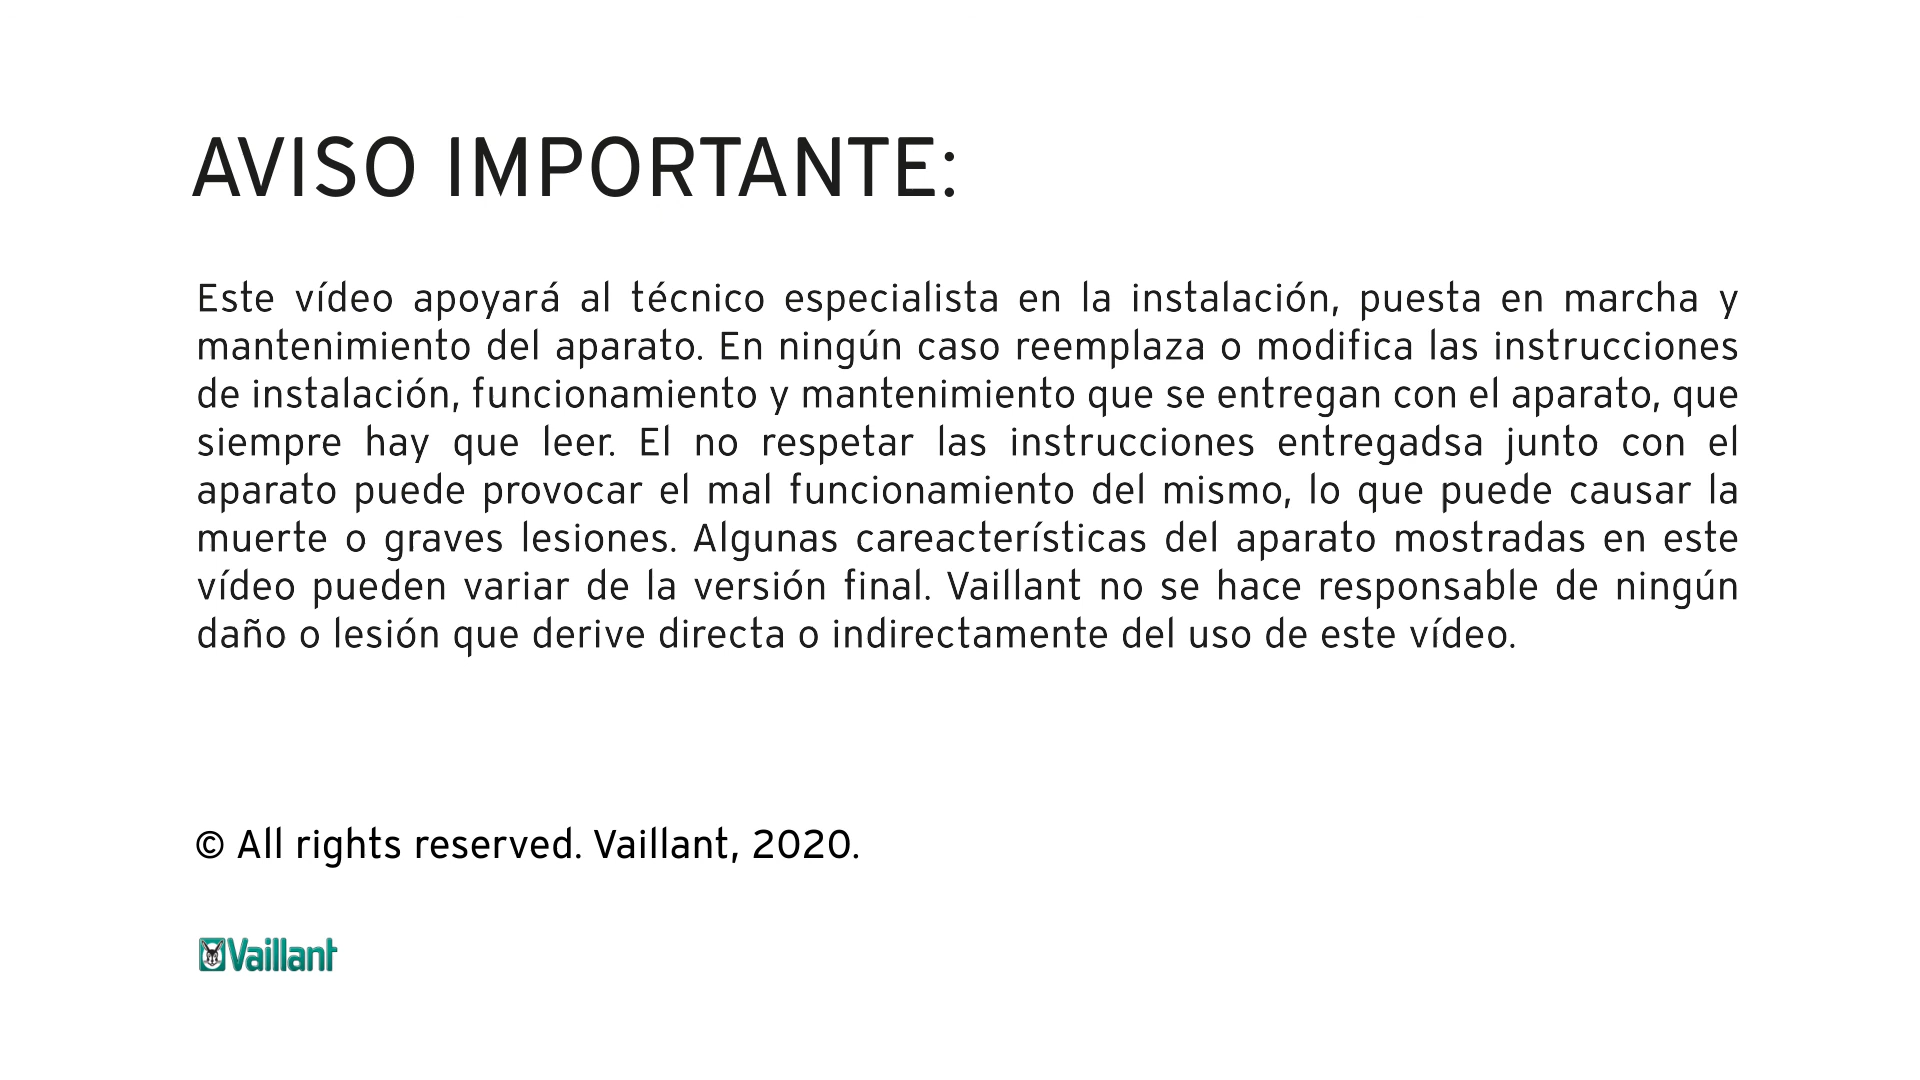 AVISO IMPORTANTE:
Este vídeo apoyará al técnico especialista en la instalación, puesta en marcha y
mantenimiento del aparato. En ningún caso reemplaza o modifica las instrucciones
de instalación, funcionamiento y mantenimiento que se entregan con el aparato, que
siempre hay que leer. El no respetar las instrucciones entregadsa junto con el
aparato puede provocar el mal funcionamiento del mismo, lo que puede causar la
muerte o graves lesiones. Algunas careacterísticas del aparato mostradas en este
vídeo pueden variar de la versión final. Vaillant no se hace responsable de ningún
daño o lesión que derive directa o indirectamente del uso de este vídeo.
© All rights reserved. Vaillant, 2020.
Vaillant